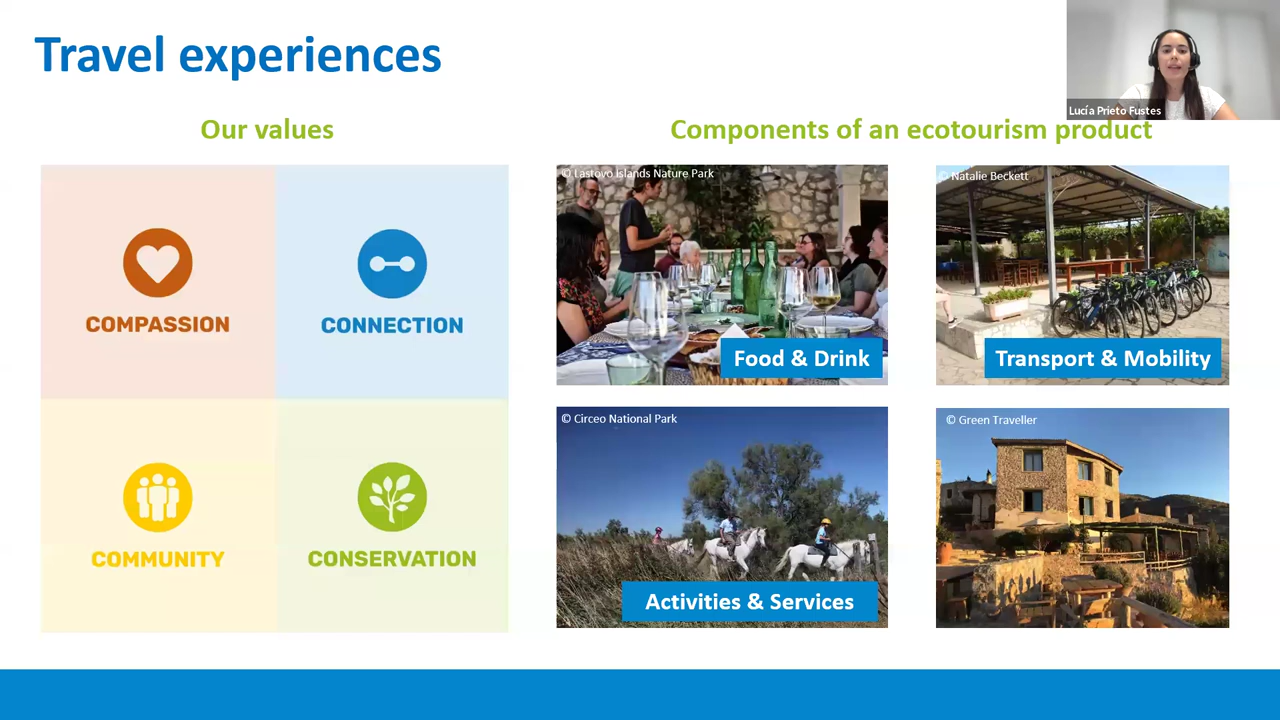 Travel experiences
Lucía Prieto Fustes
Our values
Components of an ecotourism product
COMPASSION
CONNECTION
COMMUNITY
CONSERVATION
© Lastovo Islands Nature Park
Food & Drink
© Natalie Beckett
Transport & Mobility
© Circeo National Park
Activities & Services
© Green Traveller